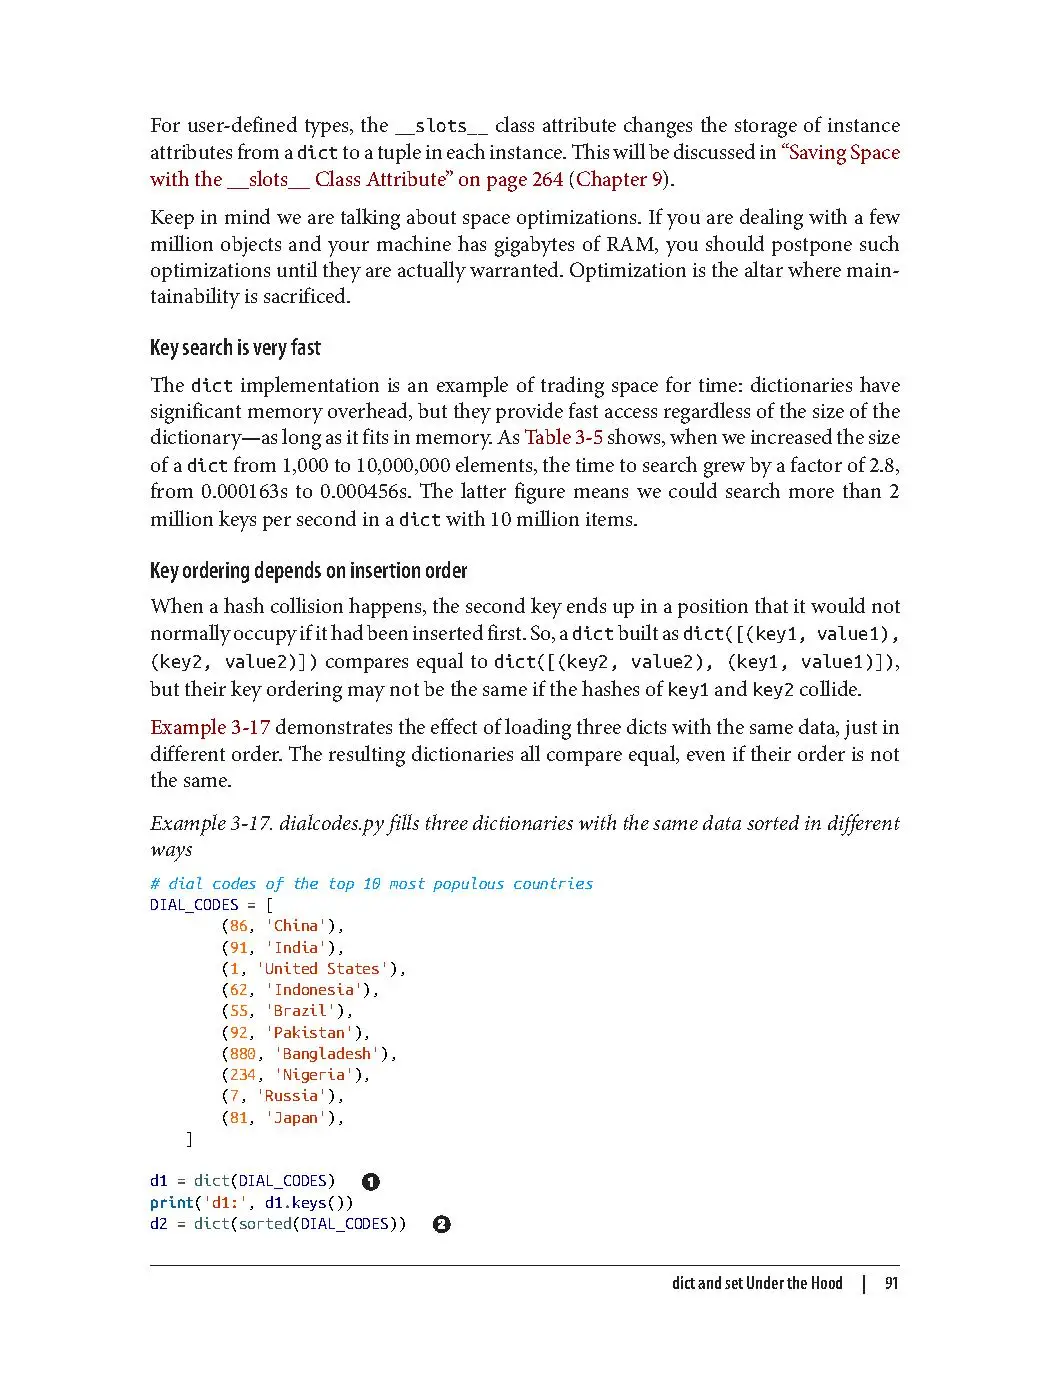 For user-defined types, the __slots__ class attribute changes the storage of instance
attributes from a dict to a tuple in each instance. This will be discussed in “Saving Space
with the __slots__ Class Attribute” on page 264 (Chapter 9).
Keep in mind we are talking about space optimizations. If you are dealing with a few
million objects and your machine has gigabytes of RAM, you should postpone such
optimizations until they are actually warranted. Optimization is the altar where main-
tainability is sacrificed.
Key search is very fast
The dict implementation is an example of trading space for time: dictionaries have
significant memory overhead, but they provide fast access regardless of the size of the
dictionary—as long as it fits in memory. As Table 3-5 shows, when we increased the size
of a dict from 1,000 to 10,000,000 elements, the time to search grew by a factor of 2.8,
from 0.000163s to 0.000456s. The latter figure means we could search more than 2
million keys per second in a dict with 10 million items.
Key ordering depends on insertion order
When a hash collision happens, the second key ends up in a position that it would not
normally occupy if it had been inserted first. So, a dict built as dict([(key1, value1),
(key2, value2)]) compares equal to dict([(key2, value2), (key1, value1)]),
but their key ordering may not be the same if the hashes of key1 and key2 collide.
Example 3-17 demonstrates the effect of loading three dicts with the same data, just in
different order. The resulting dictionaries all compare equal, even if their order is not
the same.
Example 3-17. dialcodes.py fills three dictionaries with the same data sorted in different
ways
# dial codes of the top 10 most populous countries
DIAL_CODES = [
        (86, 'China'),
        (91, 'India'),
        (1, 'United States'),
        (62, 'Indonesia'),
        (55, 'Brazil'),
        (92, 'Pakistan'),
        (880, 'Bangladesh'),
        (234, 'Nigeria'),
        (7, 'Russia'),
        (81, 'Japan'),
    ]
d1 = dict(DIAL_CODES) ❶
print('d1:', d1.keys())
d2 = dict(sorted(DIAL_CODES)) ❷
dict and set Under the Hood | 91